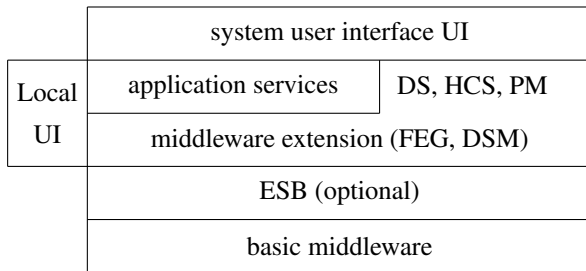 system user interface UI
Local
UI
application services
DS, HCS, PM
middleware extension (FEG, DSM)
ESB (optional)
basic middleware